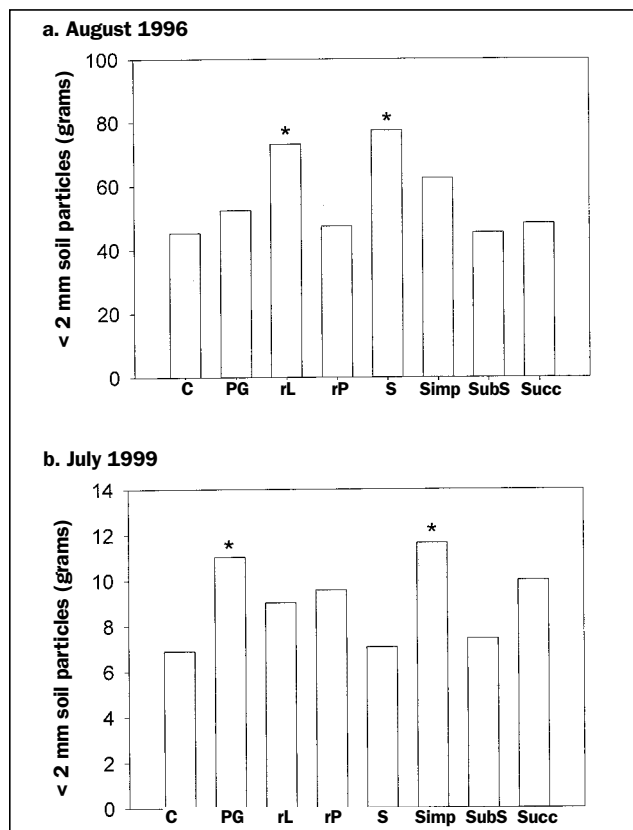 a. August 1996
< 2 mm soil particles (grams)
100
80
60
40
20
0
* *
C PG rL rP S Simp SubS Succ
b. July 1999
< 2 mm soil particles (grams)
14
12
10
8
6
4
2
0
* *
C PG rL rP S Simp SubS Succ